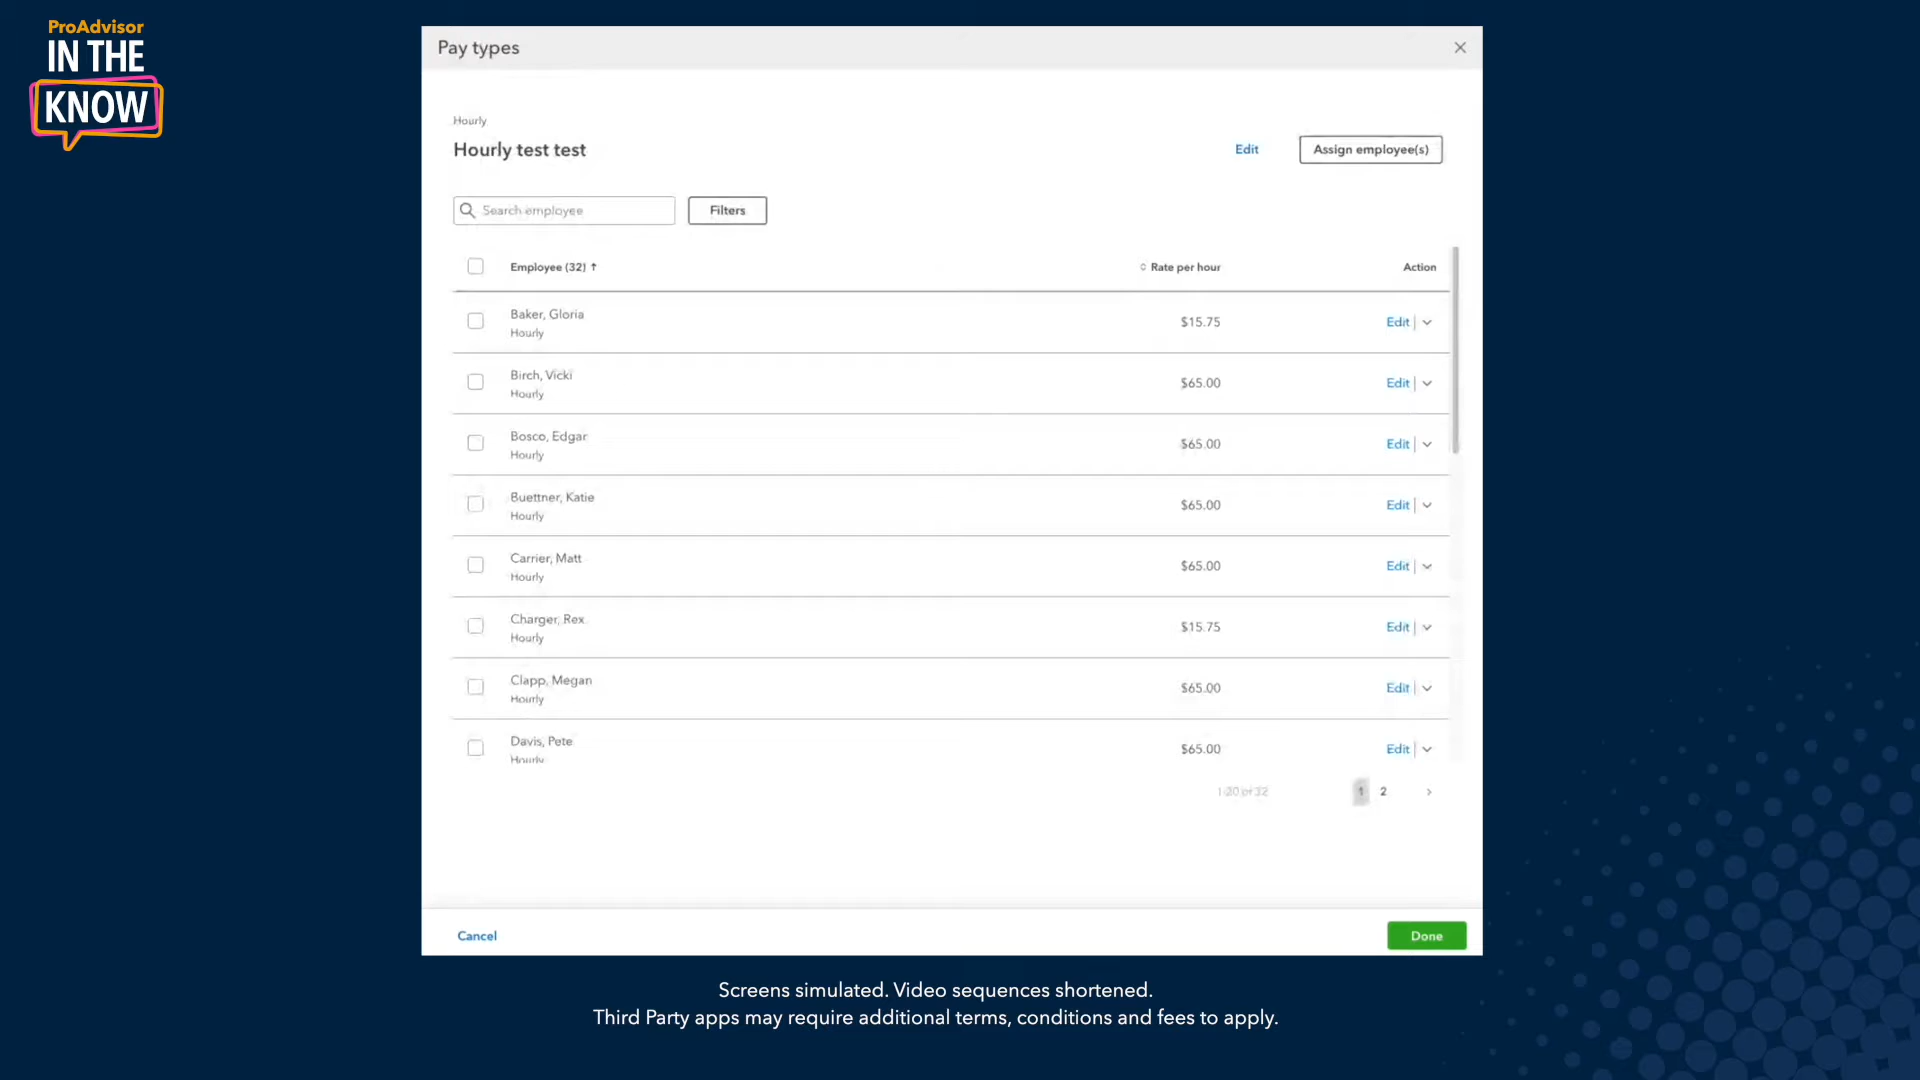 ProAdvisor
IN THE
KNOW
Pay types
Hourly
Hourly test test
Edit
Assign employee(s)
Search employee
Filters
Employee (32) ↑
Rate per hour
Action
Baker, Gloria
Hourly
$15.75
Edit
Birch, Vicki
Hourly
$65.00
Edit
Bosco, Edgar
Hourly
$65.00
Edit
Buettner, Katie
Hourly
$65.00
Edit
Carrier, Matt
Hourly
$65.00
Edit
Charger, Rex
Hourly
$15.75
Edit
Clapp, Megan
Hourly
$65.00
Edit
Davis, Pete
Hourly
$65.00
Edit
1-20 of 32
1
2
Cancel
Done
Screens simulated. Video sequences shortened.
Third Party apps may require additional terms, conditions and fees to apply.